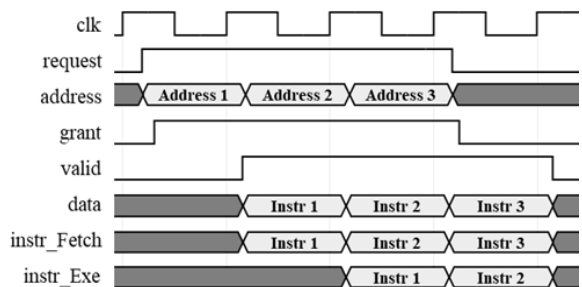 clk
request
address Address 1 Address 2 Address 3
grant
valid
data Instr 1 Instr 2 Instr 3
instr_Fetch Instr 1 Instr 2 Instr 3
instr_Exe Instr 1 Instr 2